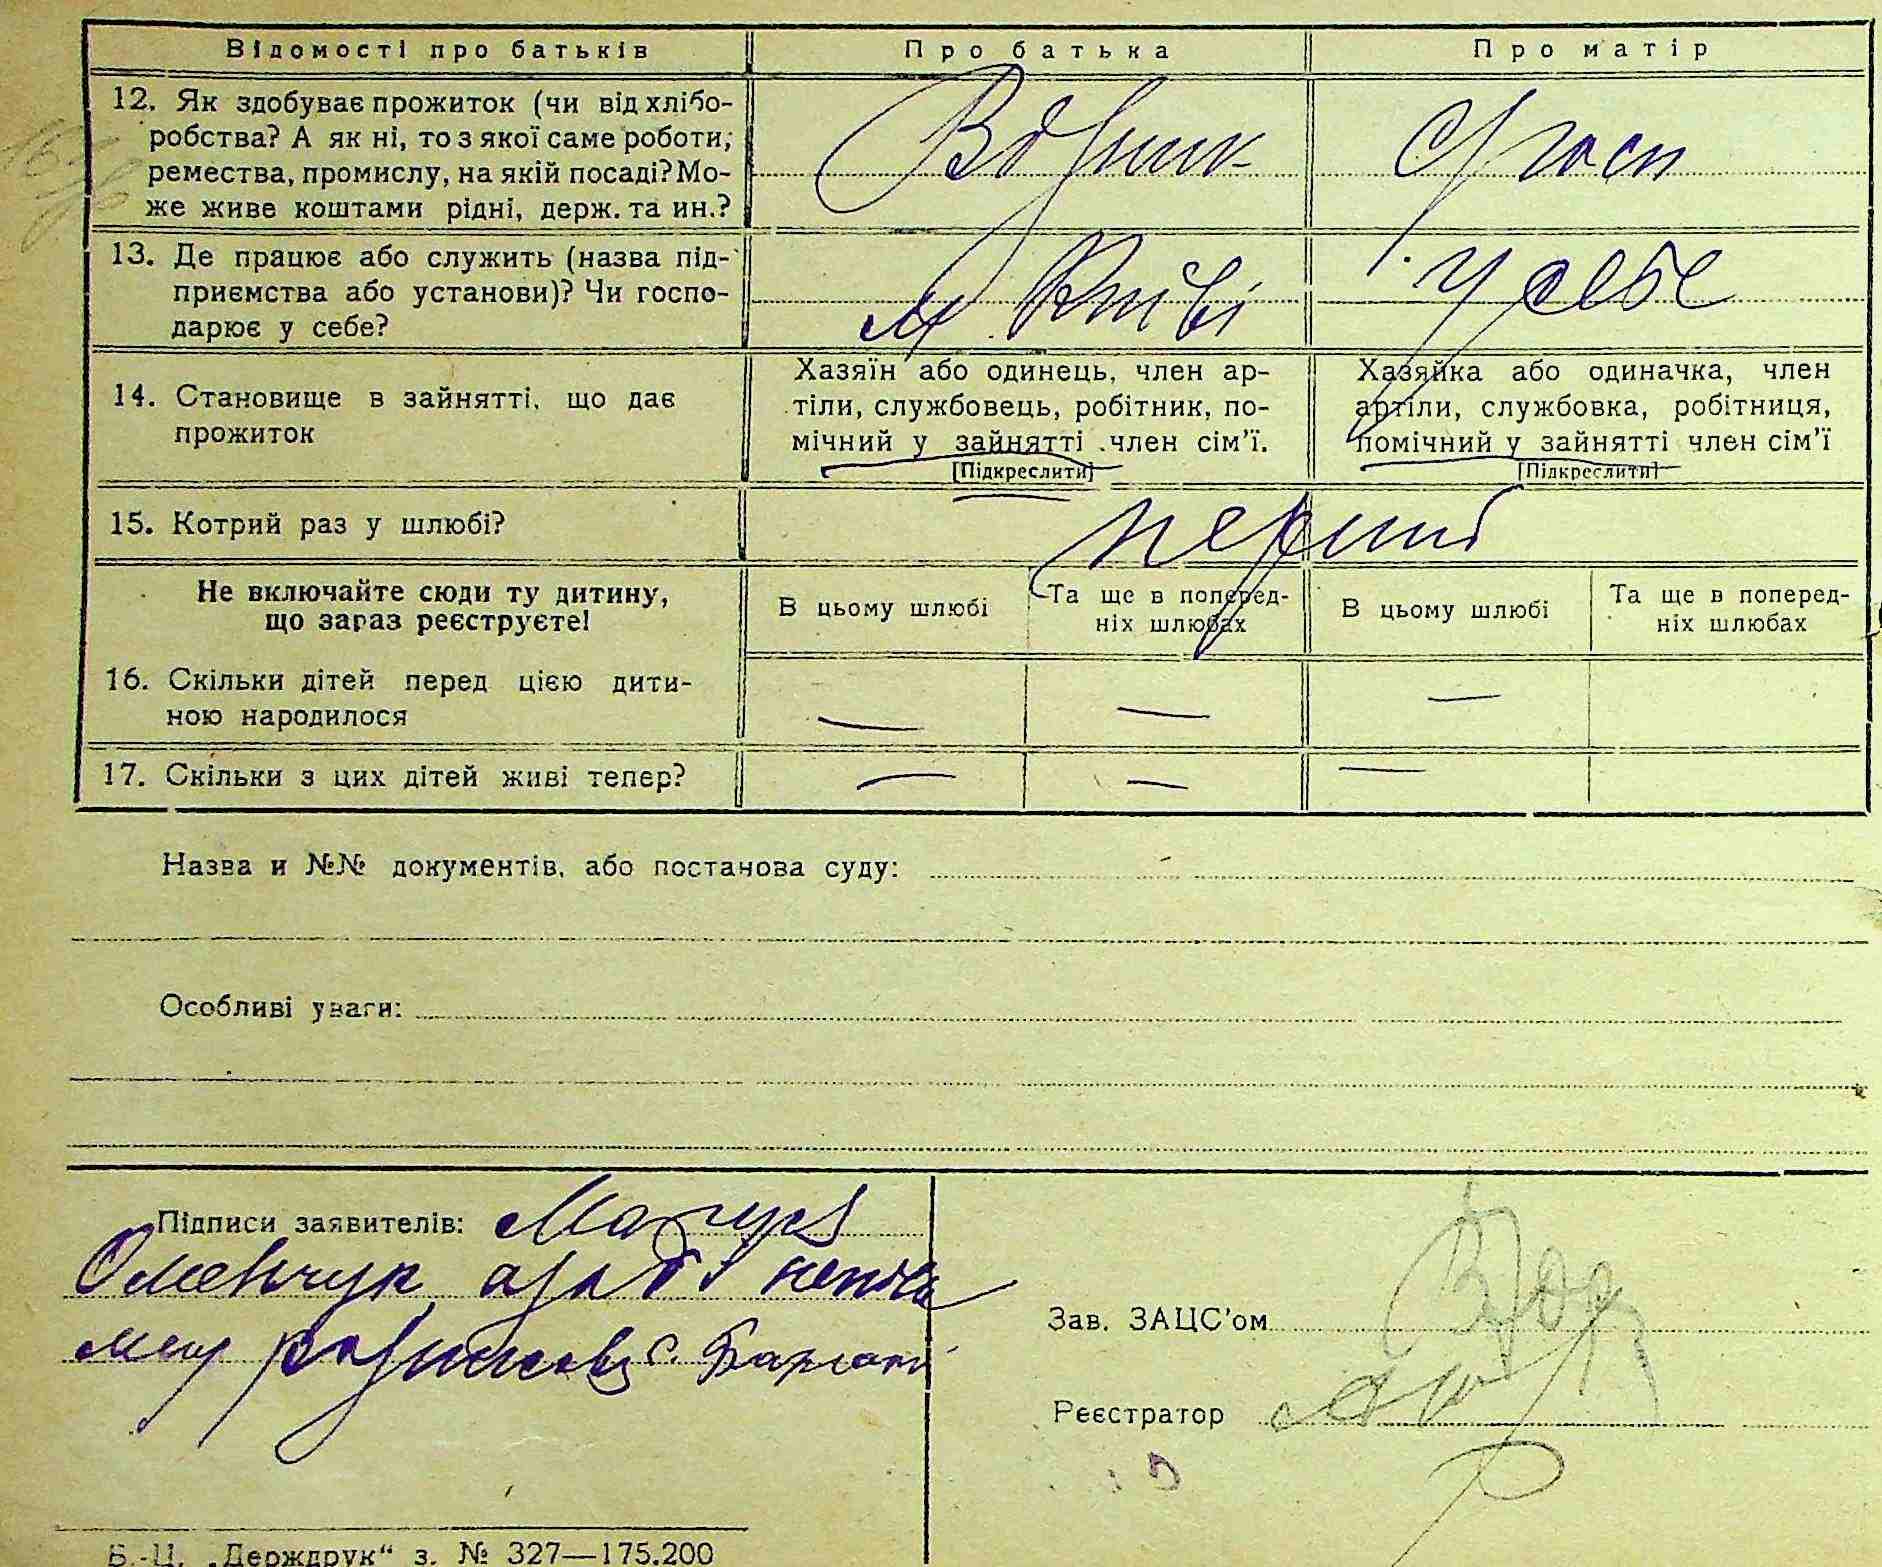 Відомості про батьків
Про батька
Про матір
12. Як здобуває прожиток (чи від хлібо-
робства? А як ні, то з якої саме роботи,
ремества, промислу, на якій посаді? Мо-
же живе коштами рідні, держ. та ин.?
13. Де працює або служить (назва під-
приємства або установи)? Чи госпо-
дарює у себе?
у себе
14. Становище в зайнятті, що дає
прожиток
Хазяїн або одинець, член ар-
тіли, службовець, робітник, по-
мічний у зайнятті член сім'ї.
[Підкреслити]
Хазяйка або одиначка, член
артіли, службовка, робітниця,
помічний у зайнятті член сім'ї
[Підкреслити]
15. Котрий раз у шлюбі?
перший
Не включайте сюди ту дитину,
що зараз реєструєте!
В цьому шлюбі
Та ще в поперед-
ніх шлюбах
В цьому шлюбі
Та ще в поперед-
ніх шлюбах
16. Скільки дітей перед цією дити-
ною народилося
— — —
17. Скільки з цих дітей живі тепер?
— — —
Назва и №№ документів, або постанова суду:
Особливі уваги:
Підписи заявителів:
с.
Зав. ЗАЦС'ом
Реєстратор
Б.-Ц. „Держдрук“ з. № 327—175.200